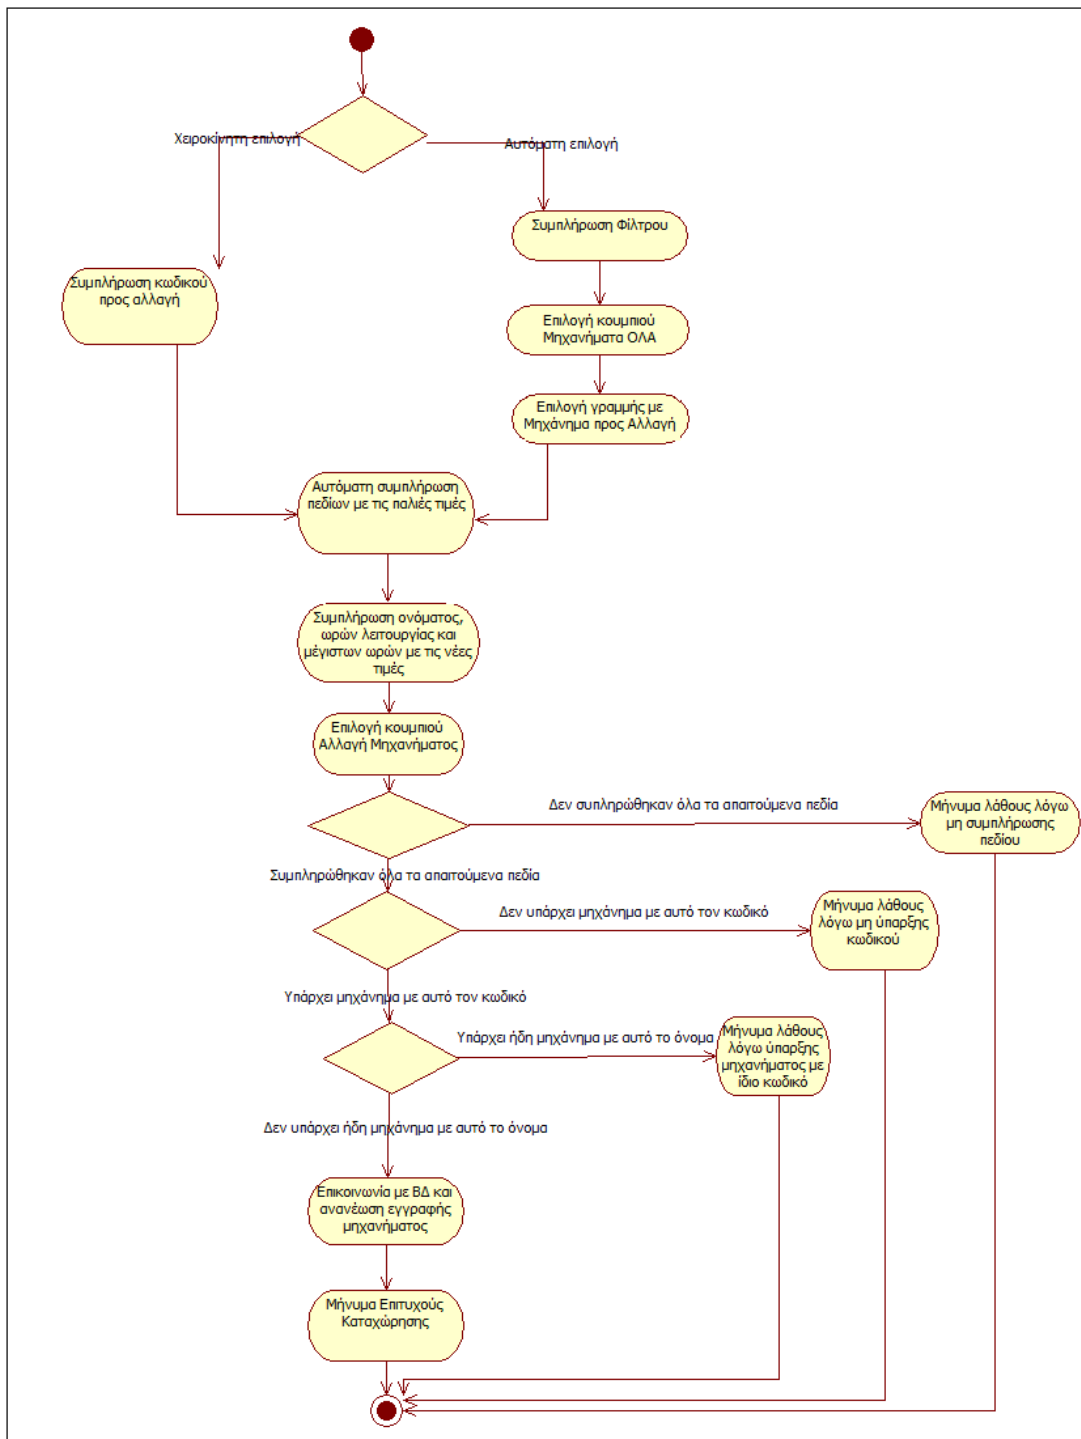 Χειροκίνητη επιλογή
Αυτόματη επιλογή
Συμπλήρωση Φίλτρου
Συμπλήρωση κωδικού
προς αλλαγή
Επιλογή κουμπιού
Μηχανήματα ΟΛΑ
Επιλογή γραμμής με
Μηχάνημα προς Αλλαγή
Αυτόματη συμπλήρωση
πεδίων με τις παλιές τιμές
Συμπλήρωση ονόματος,
ωρών λειτουργίας και
μέγιστων ωρών με τις νέες
τιμές
Επιλογή κουμπιού
Αλλαγή Μηχανήματος
Δεν συπληρώθηκαν όλα τα απαιτούμενα πεδία
Μήνυμα λάθους λόγω
μη συμπλήρωσης
πεδίου
Συμπληρώθηκαν όλα τα απαιτούμενα πεδία
Δεν υπάρχει μηχάνημα με αυτό τον κωδικό
Μήνυμα λάθους
λόγω μη ύπαρξης
κωδικού
Υπάρχει μηχάνημα με αυτό τον κωδικό
Υπάρχει ήδη μηχάνημα με αυτό το όνομα
Μήνυμα λάθους
λόγω ύπαρξης
μηχανήματος με
ίδιο κωδικό
Δεν υπάρχει ήδη μηχάνημα με αυτό το όνομα
Επικοινωνία με ΒΔ και
ανανέωση εγγραφής
μηχανήματος
Μήνυμα Επιτυχούς
Καταχώρησης